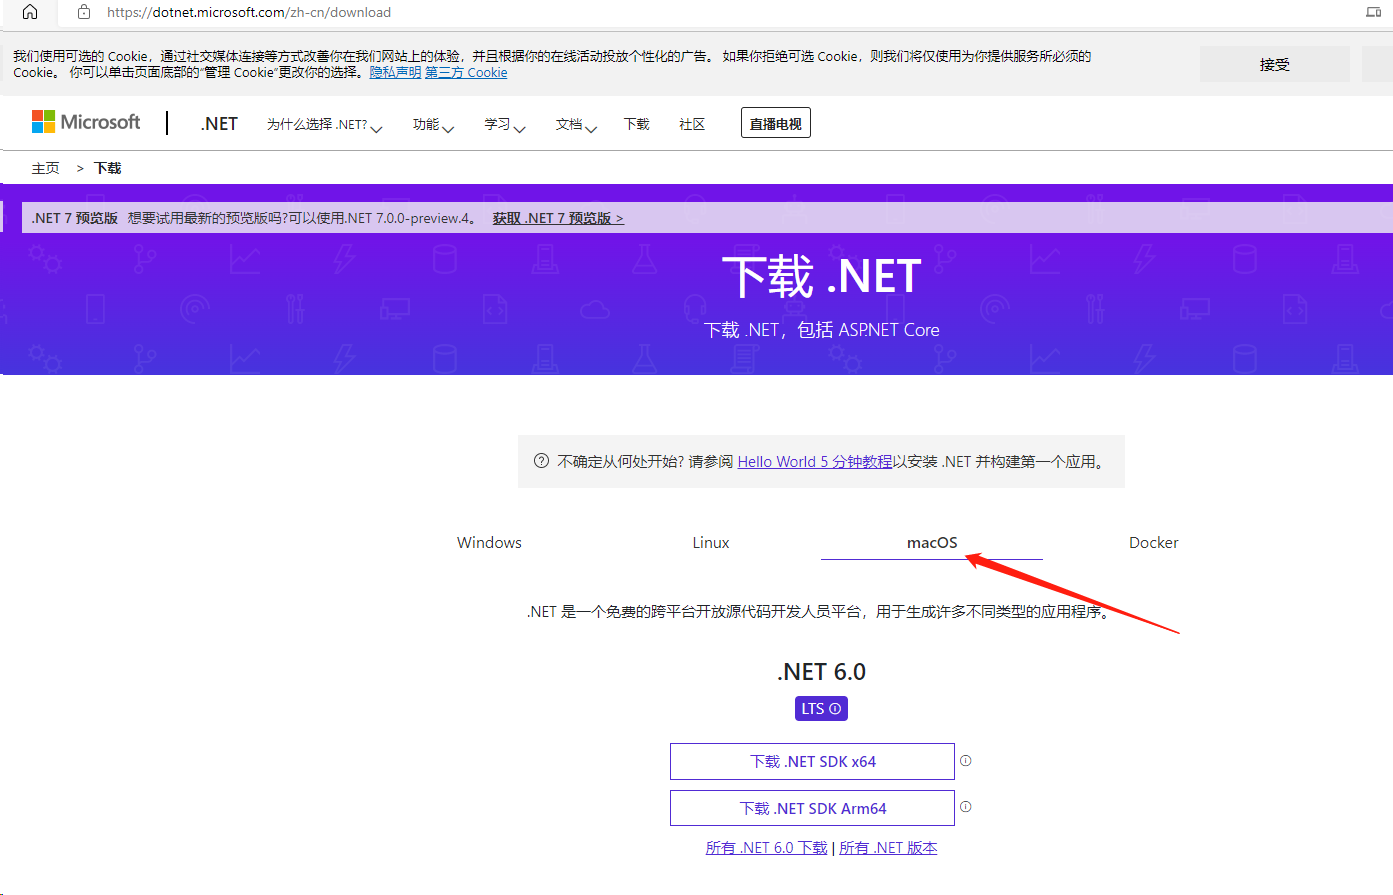 https://dotnet.microsoft.com/zh-cn/download
我们使用可选的 Cookie，通过社交媒体连接等方式改善你在我们网站上的体验，并且根据你的在线活动投放个性化的广告。 如果你拒绝可选 Cookie，则我们将仅使用为你提供服务所必须的
Cookie。 你可以单击页面底部的“管理 Cookie”更改你的选择。隐私声明 第三方 Cookie
接受
Microsoft .NET 为什么选择 .NET? 功能 学习 文档 下载 社区 直播电视
主页 > 下载
.NET 7 预览版 想要试用最新的预览版吗?可以使用.NET 7.0.0-preview.4。 获取 .NET 7 预览版 >
下载 .NET
下载 .NET，包括 ASP.NET Core
不确定从何处开始? 请参阅 Hello World 5 分钟教程以安装 .NET 并构建第一个应用。
Windows Linux macOS Docker
.NET 是一个免费的跨平台开放源代码开发人员平台，用于生成许多不同类型的应用程序。
.NET 6.0
LTS
下载 .NET SDK x64
下载 .NET SDK Arm64
所有 .NET 6.0 下载 | 所有 .NET 版本